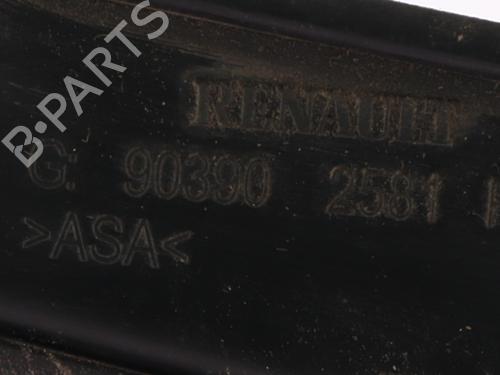 B·PARTS
RENAULT
G: 90390 2581
>ASA<